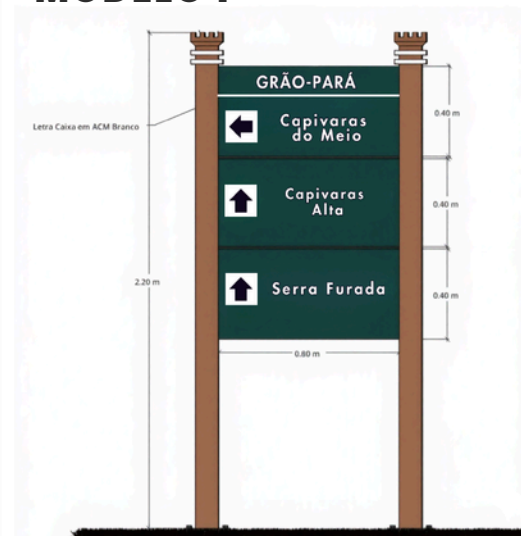 GRÃO-PARÁ
Letra Caixa em ACM Branco
Capivaras
do Meio
0.40 m
Capivaras
Alta
0.40 m
2.20 m
Serra Furada
0.40 m
0.80 m